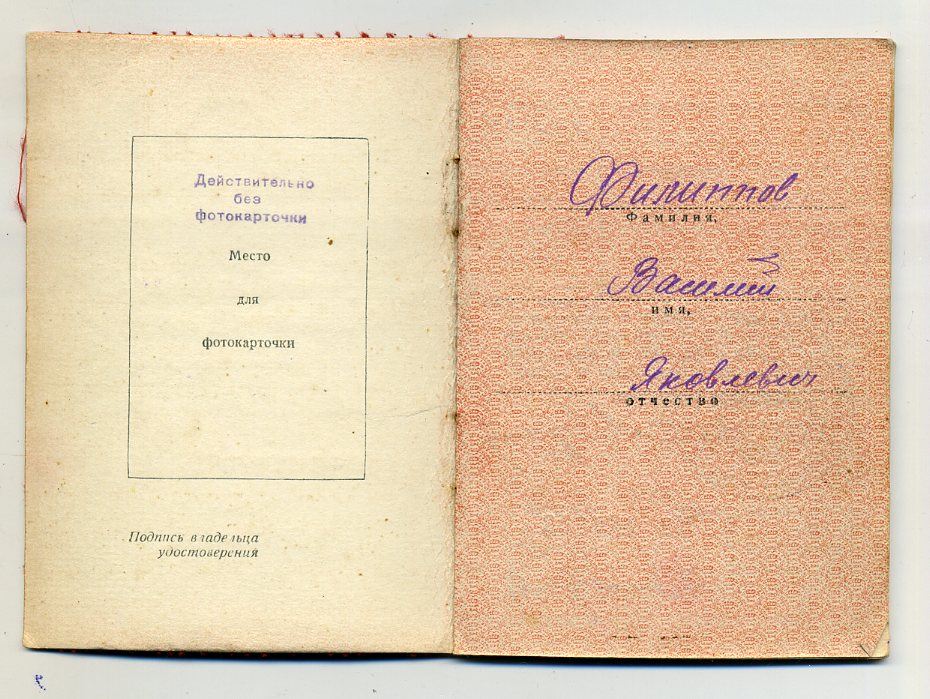 Действительно
без
фотокарточки
Место
для
фотокарточки
Подпись владельца
удостоверения
Филиппов
Фамилия,
Василий
имя,
Яковлевич
отчество